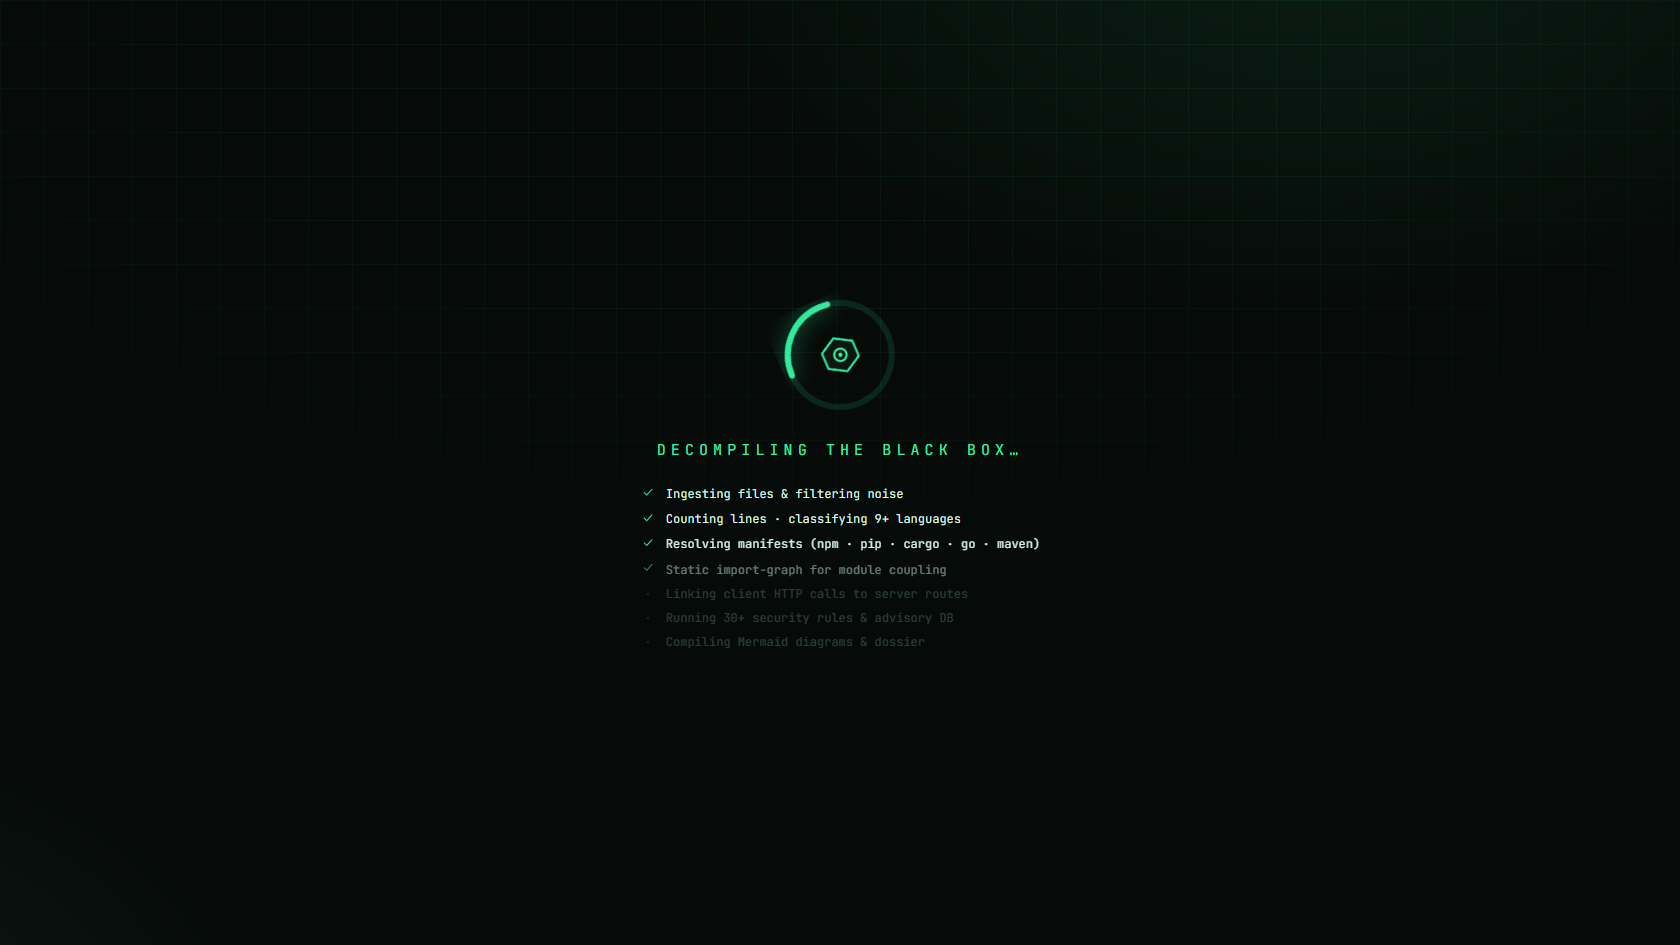 DECOMPILING THE BLACK BOX…
✓ Ingesting files & filtering noise
✓ Counting lines · classifying 9+ languages
✓ Resolving manifests (npm · pip · cargo · go · maven)
✓ Static import-graph for module coupling
· Linking client HTTP calls to server routes
· Running 30+ security rules & advisory DB
· Compiling Mermaid diagrams & dossier